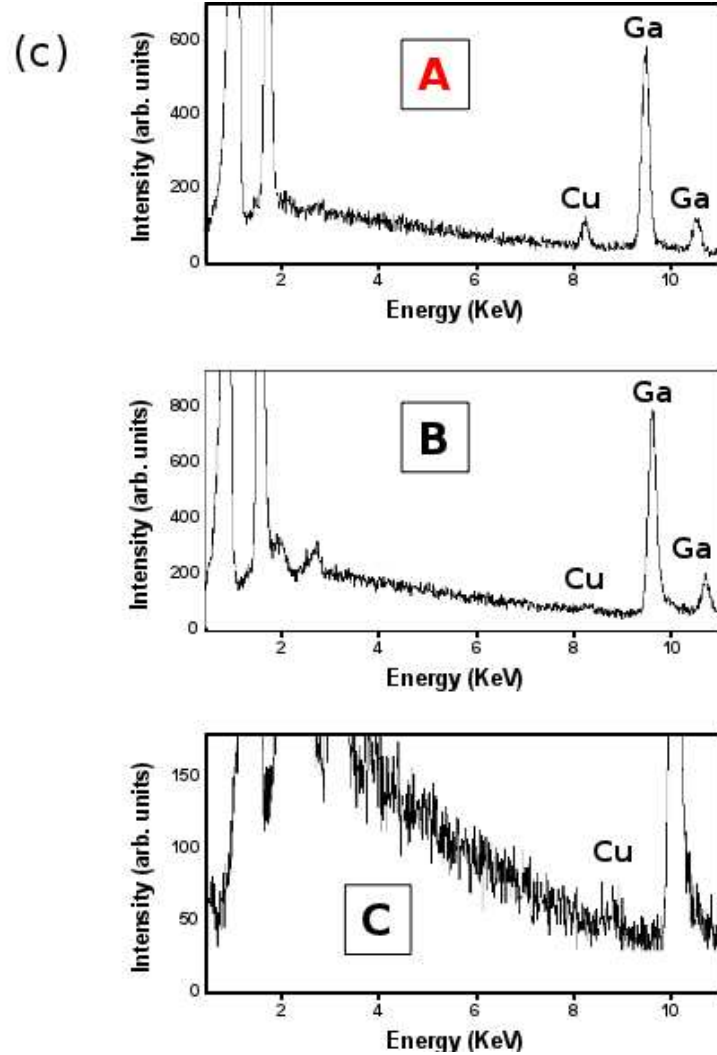 (c)
A
Ga
Cu
Ga
600
400
200
0
2 4 6 8 10
Intensity (arb. units)
Energy (KeV)
B
Ga
Cu
Ga
800
600
400
200
0
2 4 6 8 10
Intensity (arb. units)
Energy (KeV)
C
Cu
150
100
50
0
2 4 6 8 10
Intensity (arb. units)
Energy (KeV)